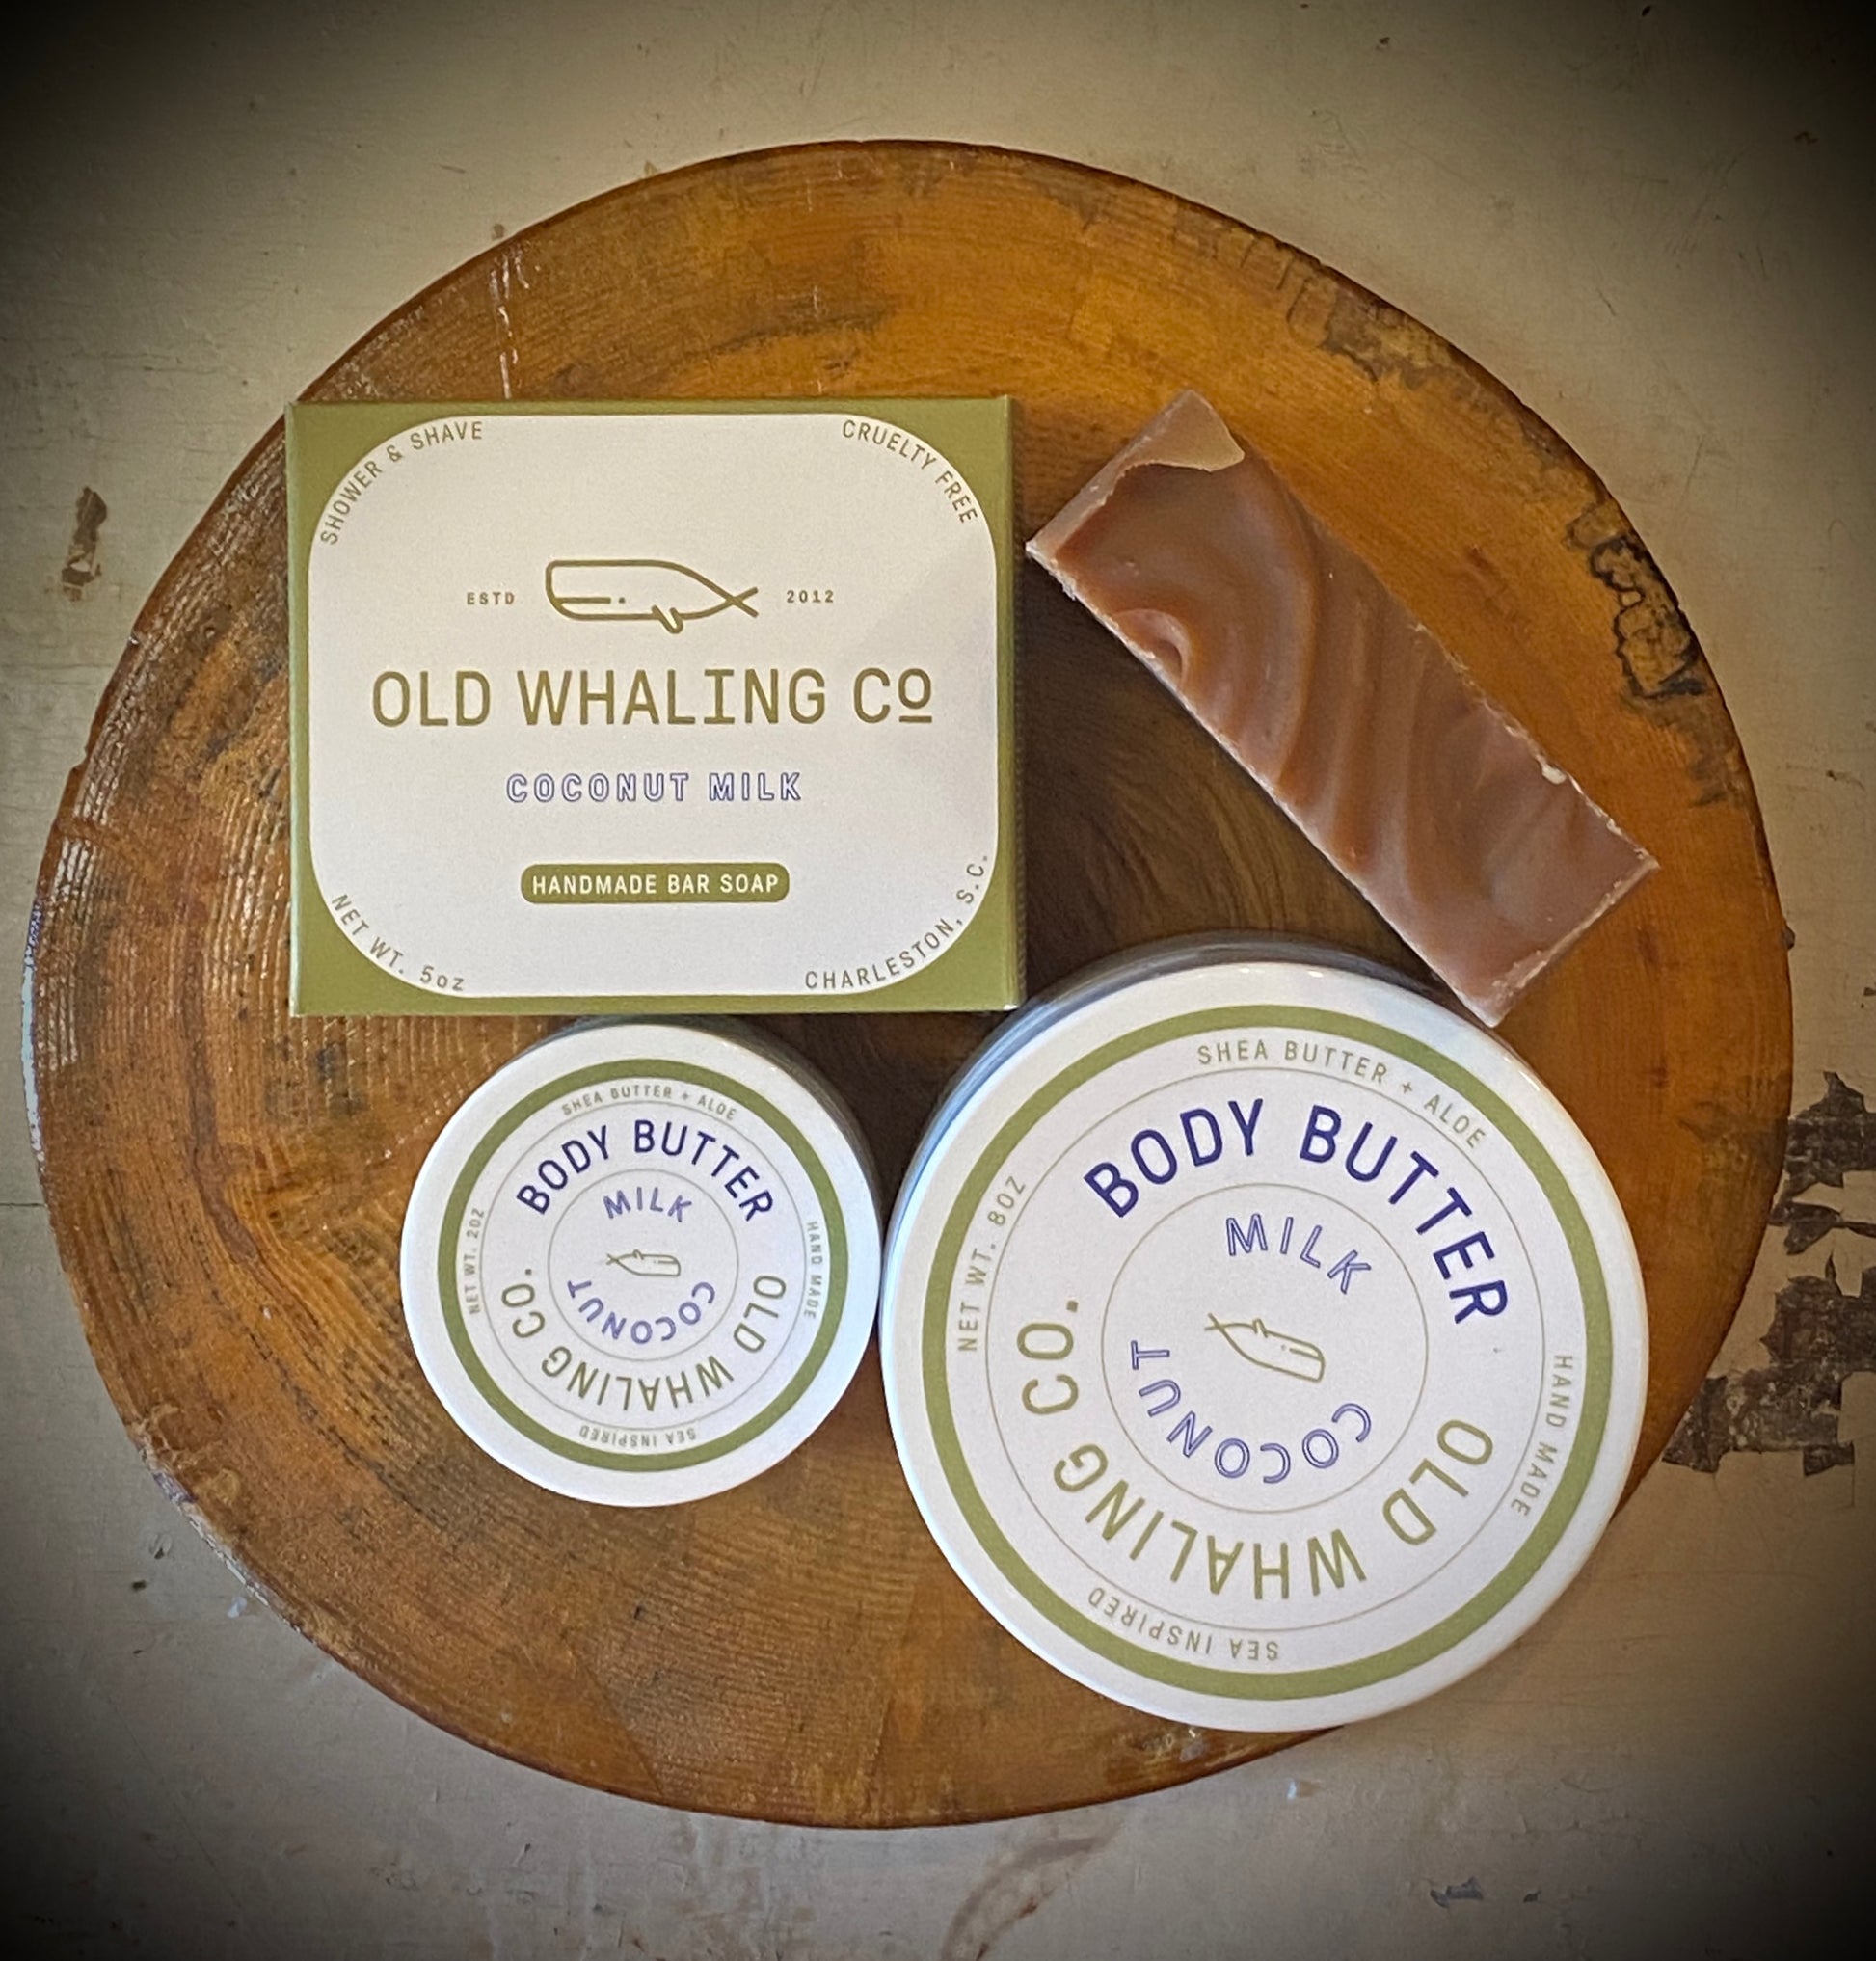 SHOWER & SHAVE
CRUELTY FREE
ESTD 2012
OLD WHALING Co
COCONUT MILK
HANDMADE BAR SOAP
NET WT. 5oz
CHARLESTON, S.C.
SHEA BUTTER + ALOE
BODY BUTTER
MILK
COCONUT
OLD WHALING CO.
NET WT. 2OZ
HAND MADE
SEA INSPIRED
SHEA BUTTER + ALOE
BODY BUTTER
MILK
COCONUT
OLD WHALING CO.
NET WT. 8OZ
HAND MADE
SEA INSPIRED